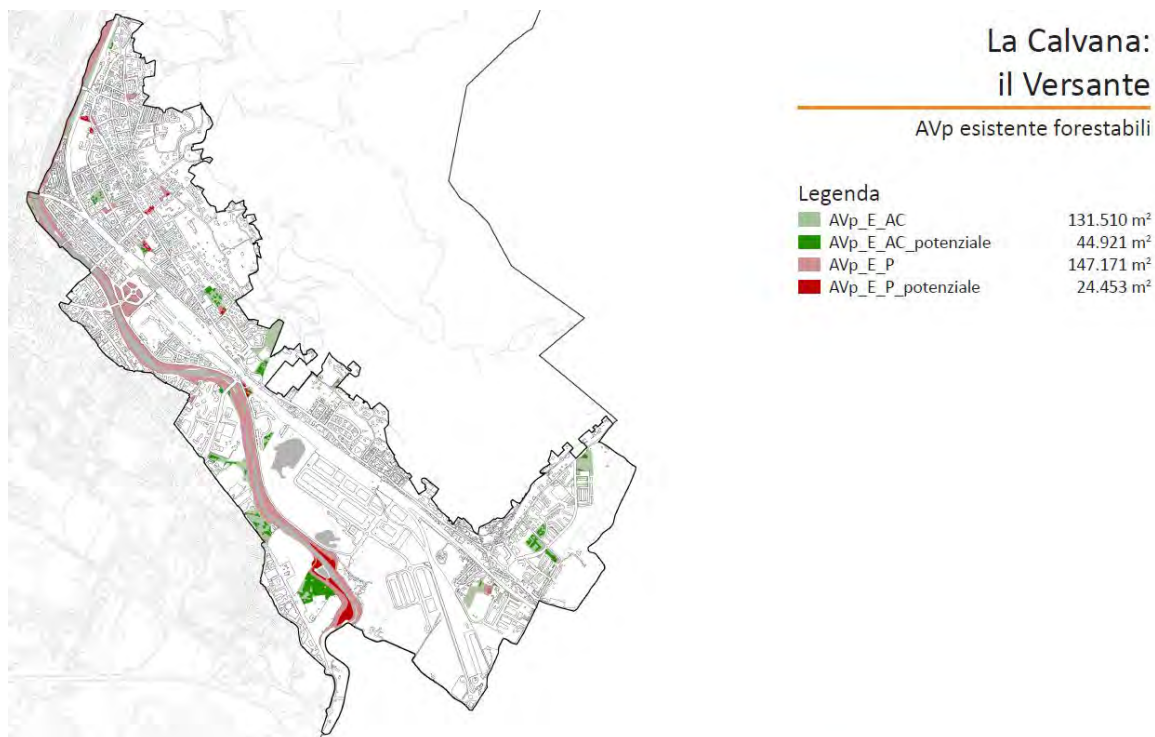 La Calvana:
il Versante
AVp esistente forestabili
Legenda
AVp_E_AC 131.510 m²
AVp_E_AC_potenziale 44.921 m²
AVp_E_P 147.171 m²
AVp_E_P_potenziale 24.453 m²